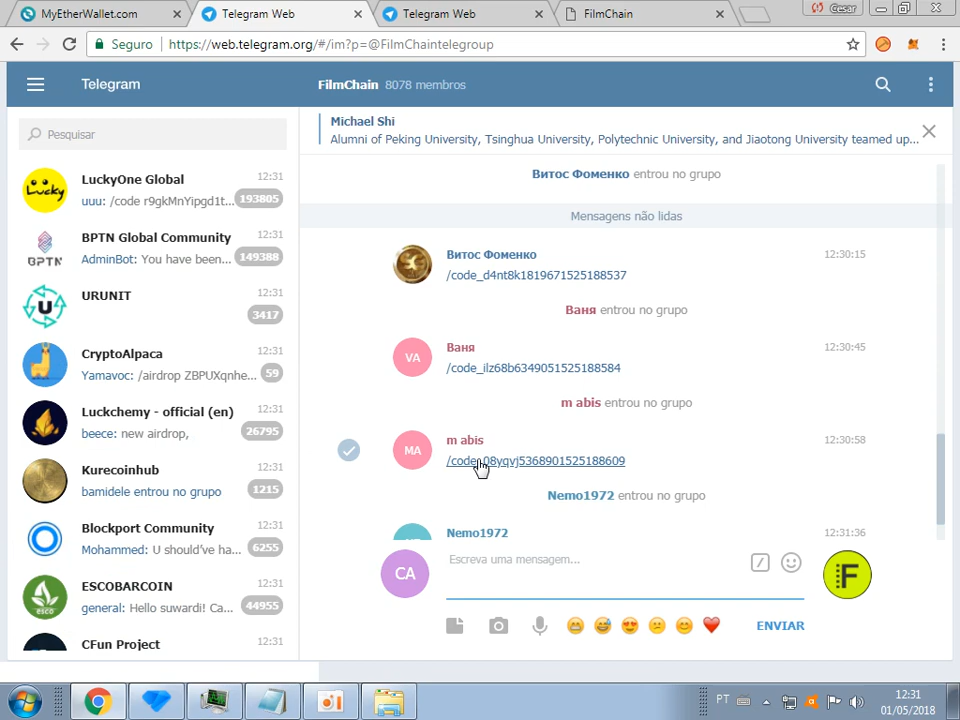 MyEtherWallet.com
Telegram Web
Telegram Web
FilmChain
Cesar
Seguro
https://web.telegram.org/#/im?p=@FilmChaintelegroup
Telegram
FilmChain 8078 membros
Pesquisar
Michael Shi
Alumni of Peking University, Tsinghua University, Polytechnic University, and Jiaotong University teamed up...
LuckyOne Global 12:31
uuu: /code r9gkMnYipgd1t... 193805
BPTN Global Community 12:31
AdminBot: You have been... 149388
BPTN
URUNIT 12:31
3417
CryptoAlpaca 12:31
Yamavoc: /airdrop ZBPUXqnhe... 59
Luckchemy - official (en) 12:31
beece: new airdrop, 26795
Kurecoinhub 12:31
bamidele entrou no grupo 1215
Blockport Community 12:31
Mohammed: U should've ha... 6255
ESCOBARCOIN 12:31
general: Hello suwardi! Ca... 44955
esco
CFun Project 12:31
Витос Фоменко entrou no grupo
Mensagens não lidas
Витос Фоменко 12:30:15
/code_d4nt8k1819671525188537
Ваня entrou no grupo
VA
Ваня 12:30:45
/code_ilz68b6349051525188584
m abis entrou no grupo
MA
m abis 12:30:58
/code_08yqvj5368901525188609
Nemo1972 entrou no grupo
Nemo1972 12:31:36
CA
Escreva uma mensagem...
F
ENVIAR
PT
12:31
01/05/2018